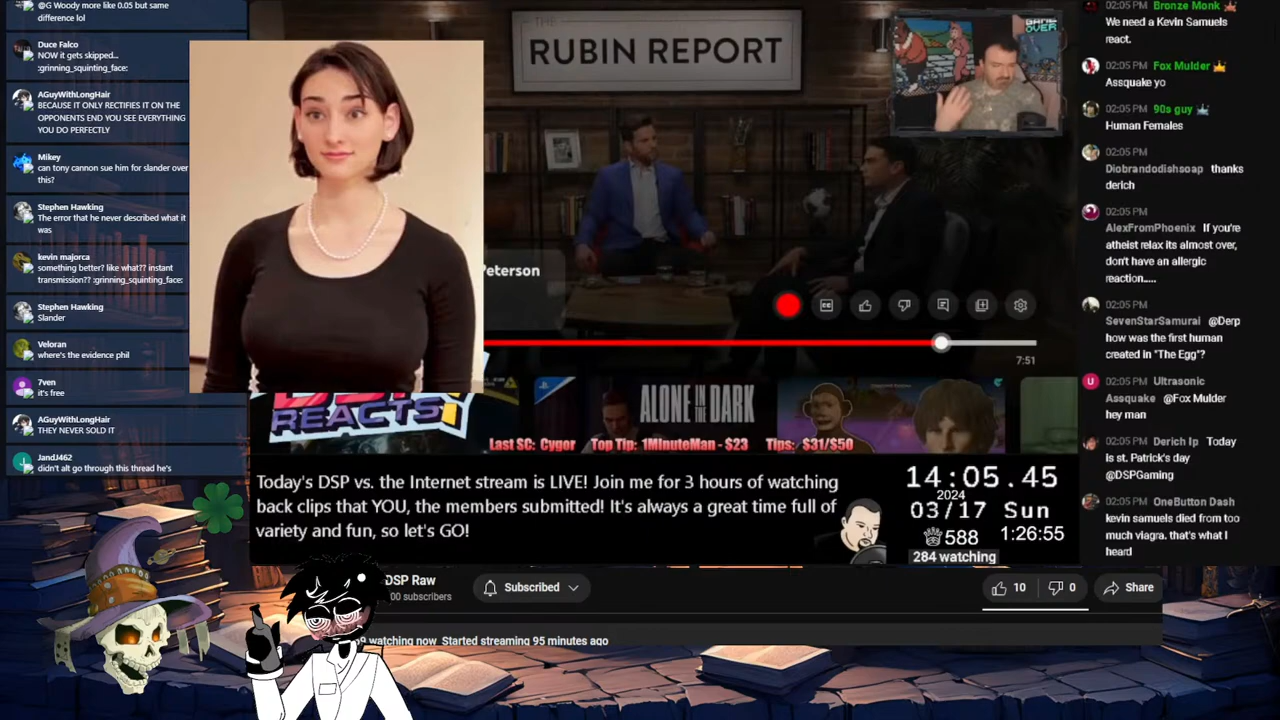 @G Woody more like 0.05 but same
difference lol
Duce Falco
NOW it gets skipped...
:grinning_squinting_face:
AGuyWithLongHair
BECAUSE IT ONLY RECTIFIES IT ON THE
OPPONENTS END YOU SEE EVERYTHING
YOU DO PERFECTLY
Mikey
can tony cannon sue him for slander over
this?
Stephen Hawking
The error that he never described what it
was
kevin majorca
something better? like what?? instant
transmission?? :grinning_squinting_face:
Stephen Hawking
Slander
Veloran
where's the evidence phil
7ven
it's free
AGuyWithLongHair
THEY NEVER SOLD IT
JandJ462
didn't alt go through this thread he's
THE
RUBIN REPORT
GAME
OVER
Peterson
7:51
REACTS
ALONE IN
THE DARK
Last SC: Cygor Top Tip: 1MinuteMan - $23 Tips: $31/$50
Today's DSP vs. the Internet stream is LIVE! Join me for 3 hours of watching
back clips that YOU, the members submitted! It's always a great time full of
variety and fun, so let's GO!
14:05.45
2024
03/17 Sun
588
1:26:55
284 watching
DSP Raw
00 subscribers
Subscribed
10
0
Share
watching now Started streaming 95 minutes ago
02:05 PM Bronze Monk
We need a Kevin Samuels
react.
02:05 PM Fox Mulder
Assquake yo
02:05 PM 90s guy
Human Females
02:05 PM
Diobrandodishsoap thanks
derich
02:05 PM
AlexFromPhoenix If you're
atheist relax its almost over,
don't have an allergic
reaction.....
02:05 PM
SevenStarSamurai @Derp
how was the first human
created in "The Egg"?
U
02:05 PM Ultrasonic
Assquake @Fox Mulder
hey man
02:05 PM Derich Ip Today
is st. Patrick's day
@DSPGaming
02:05 PM OneButton Dash
kevin samuels died from too
much viagra. that's what I
heard